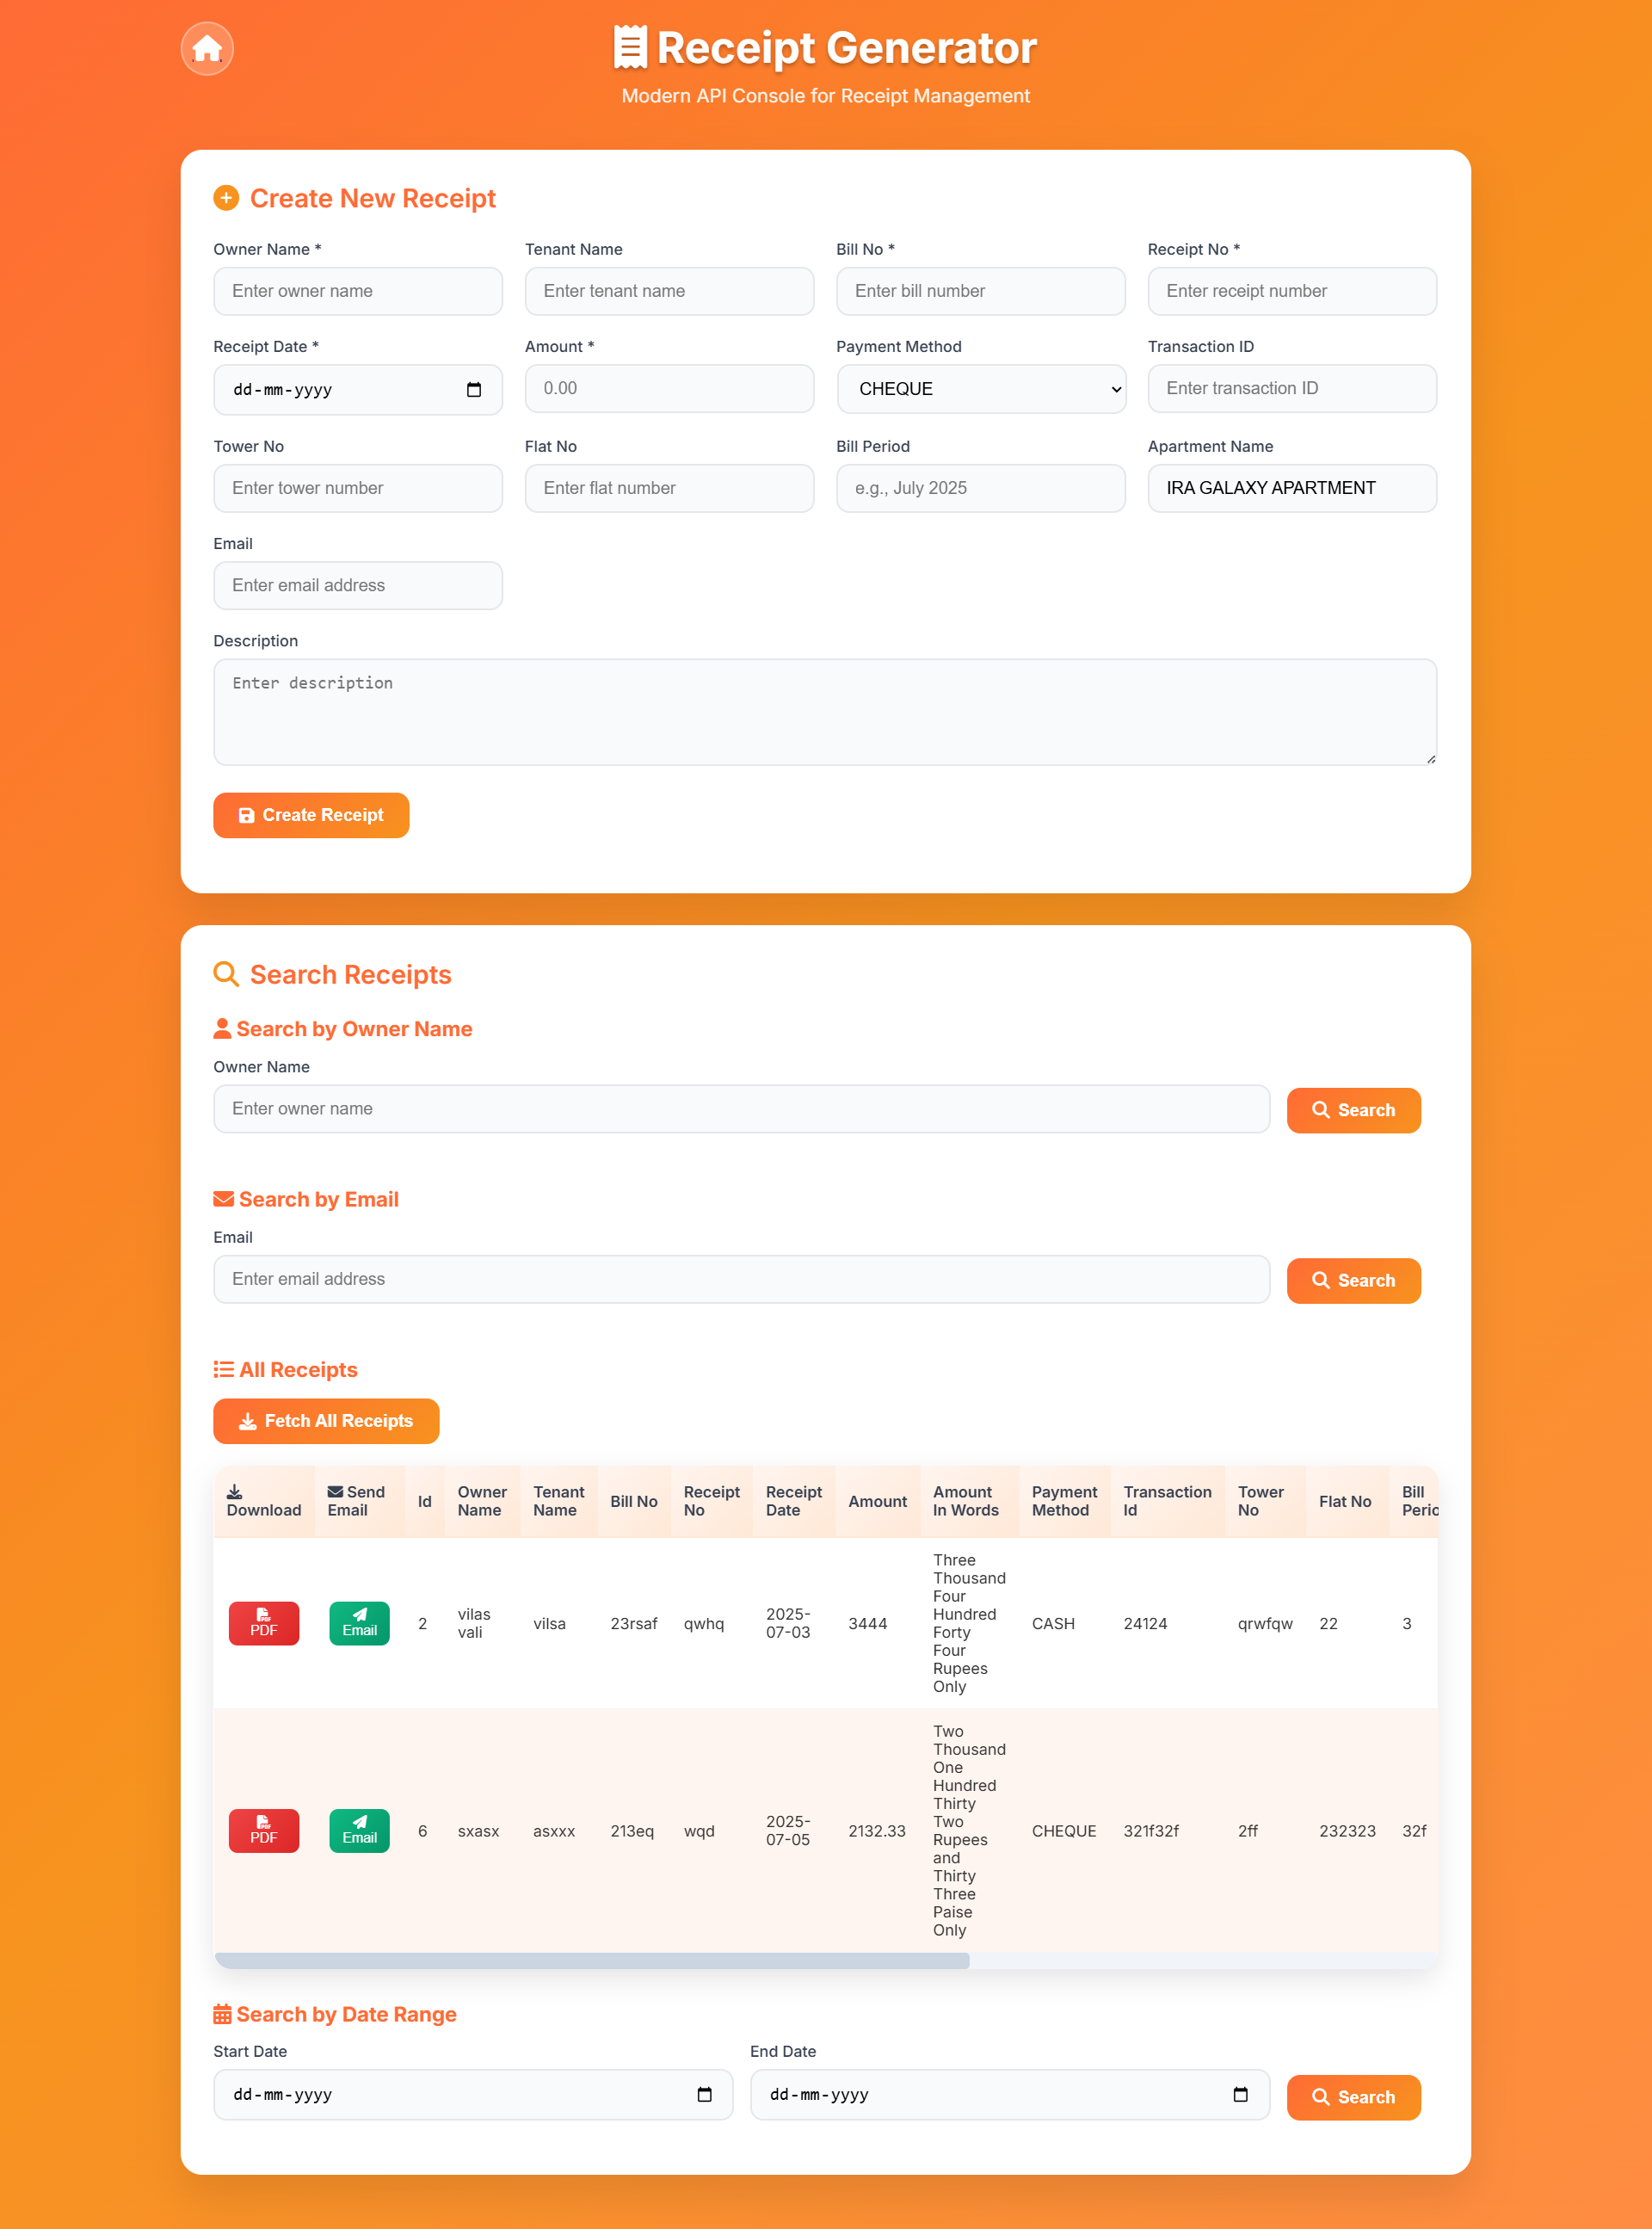 Receipt Generator
Modern API Console for Receipt Management
Create New Receipt
Owner Name * Tenant Name Bill No * Receipt No *
Enter owner name Enter tenant name Enter bill number Enter receipt number
Receipt Date * Amount * Payment Method Transaction ID
dd-mm-yyyy 0.00 CHEQUE Enter transaction ID
Tower No Flat No Bill Period Apartment Name
Enter tower number Enter flat number e.g., July 2025 IRA GALAXY APARTMENT
Email
Enter email address
Description
Enter description
Create Receipt
Search Receipts
Search by Owner Name
Owner Name
Enter owner name Search
Search by Email
Email
Enter email address Search
All Receipts
Fetch All Receipts
Download Send Email Id Owner Name Tenant Name Bill No Receipt No Receipt Date Amount Amount In Words Payment Method Transaction Id Tower No Flat No Bill Perio
PDF Email 2 vilas vali vilsa 23rsaf qwhq 2025-07-03 3444 Three Thousand Four Hundred Forty Four Rupees Only CASH 24124 qrwfqw 22 3
PDF Email 6 sxasx asxxx 213eq wqd 2025-07-05 2132.33 Two Thousand One Hundred Thirty Two Rupees and Thirty Three Paise Only CHEQUE 321f32f 2ff 232323 32f
Search by Date Range
Start Date End Date
dd-mm-yyyy dd-mm-yyyy Search